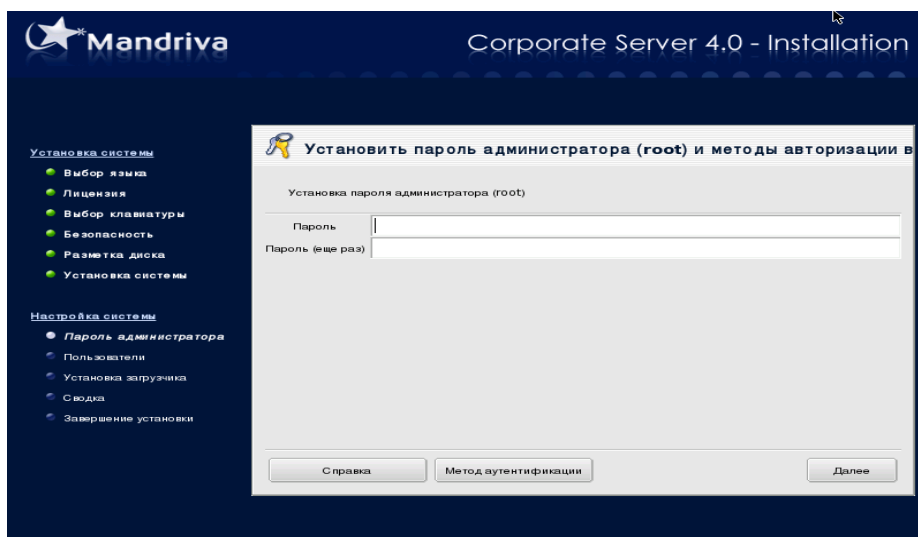 Mandriva
Corporate Server 4.0 - Installation
Установка системы
Выбор языка
Лицензия
Выбор клавиатуры
Безопасность
Разметка диска
Установка системы
Настройка системы
Пароль администратора
Пользователи
Установка загрузчика
Сводка
Завершение установки
Установить пароль администратора (root) и методы авторизации в
Установка пароля администратора (root)
Пароль
Пароль (еще раз)
Справка
Метод аутентификации
Далее